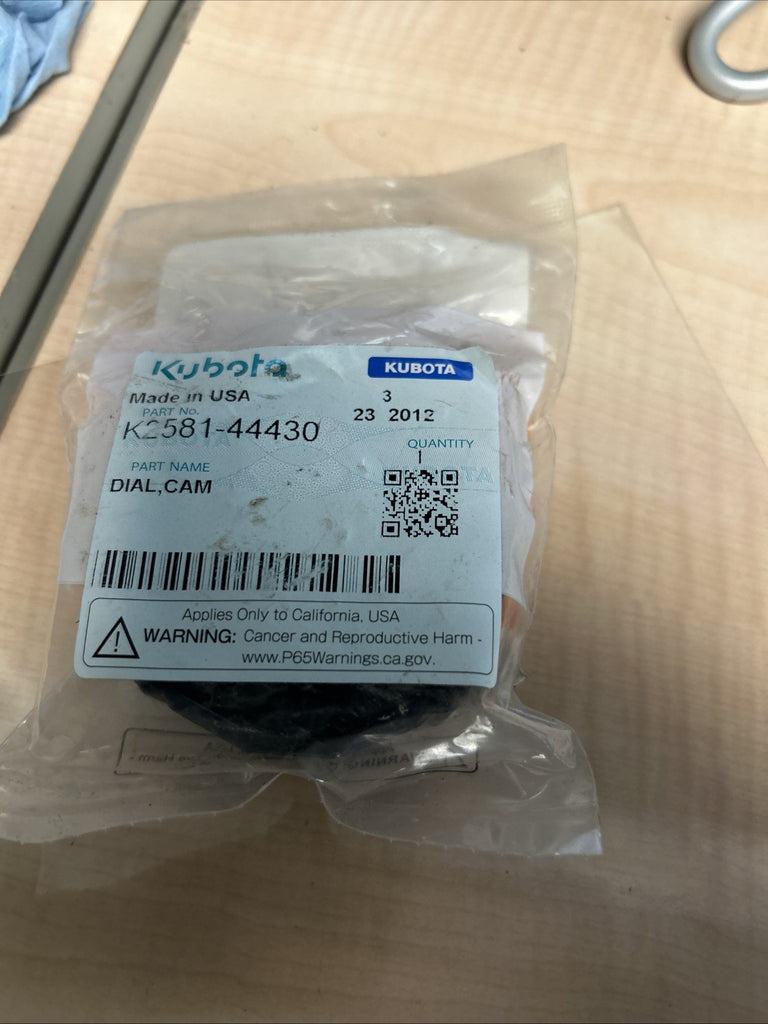 Kubota
KUBOTA
Made in USA
3
PART No.
23 2012
K2581-44430
QUANTITY
1
PART NAME
DIAL,CAM
Applies Only to California, USA
WARNING: Cancer and Reproductive Harm -
www.P65Warnings.ca.gov.